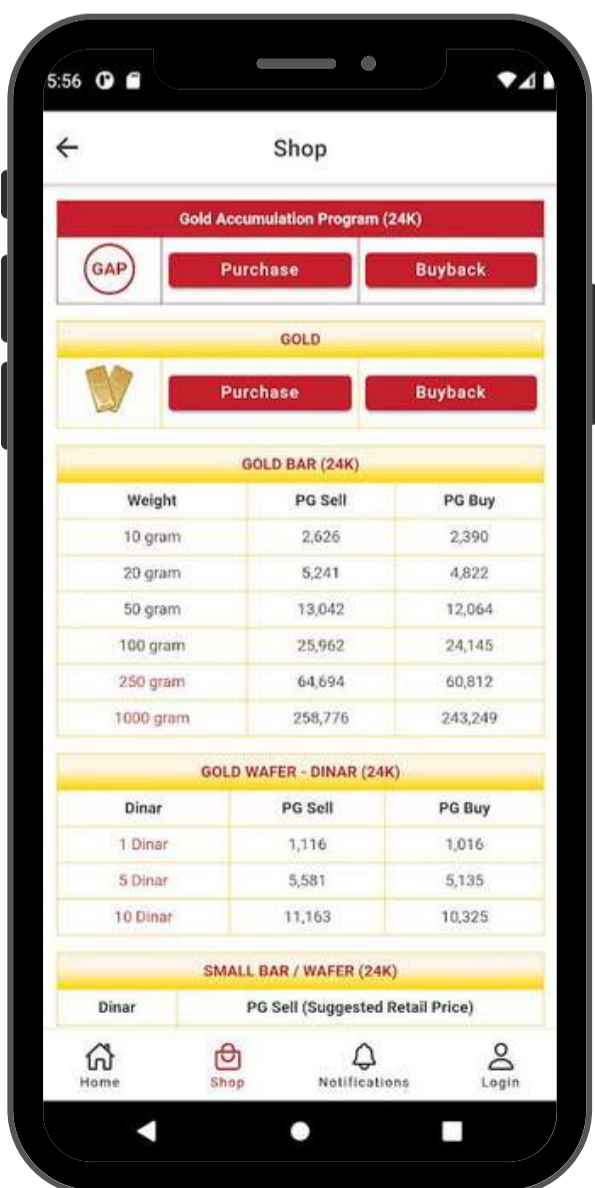 5:56
Shop
Gold Accumulation Program (24K)
GAP Purchase Buyback
GOLD
Purchase Buyback
GOLD BAR (24K)
Weight PG Sell PG Buy
10 gram 2,626 2,390
20 gram 5,241 4,822
50 gram 13,042 12,064
100 gram 25,962 24,145
250 gram 64,694 60,812
1000 gram 258,776 243,249
GOLD WAFER - DINAR (24K)
Dinar PG Sell PG Buy
1 Dinar 1,116 1,016
5 Dinar 5,581 5,135
10 Dinar 11,163 10,325
SMALL BAR / WAFER (24K)
Dinar PG Sell (Suggested Retail Price)
Home Shop Notifications Login